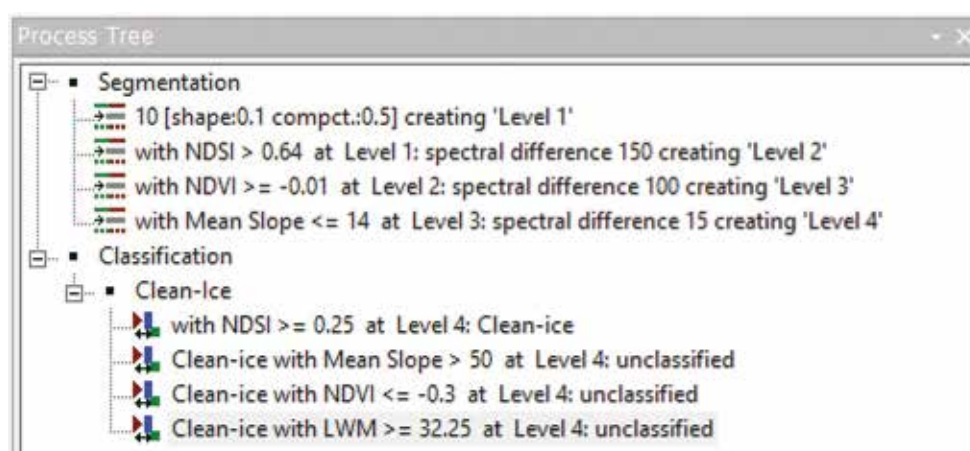 Process Tree
Segmentation
10 [shape:0.1 compct.:0.5] creating 'Level 1'
with NDSI > 0.64 at Level 1: spectral difference 150 creating 'Level 2'
with NDVI >= -0.01 at Level 2: spectral difference 100 creating 'Level 3'
with Mean Slope <= 14 at Level 3: spectral difference 15 creating 'Level 4'
Classification
Clean-Ice
with NDSI >= 0.25 at Level 4: Clean-ice
Clean-ice with Mean Slope > 50 at Level 4: unclassified
Clean-ice with NDVI <= -0.3 at Level 4: unclassified
Clean-ice with LWM >= 32.25 at Level 4: unclassified